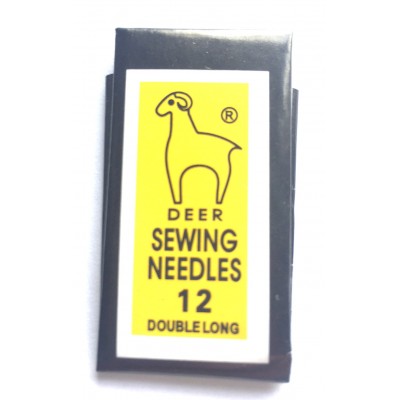 ®
DEER
SEWING
NEEDLES
12
DOUBLE LONG